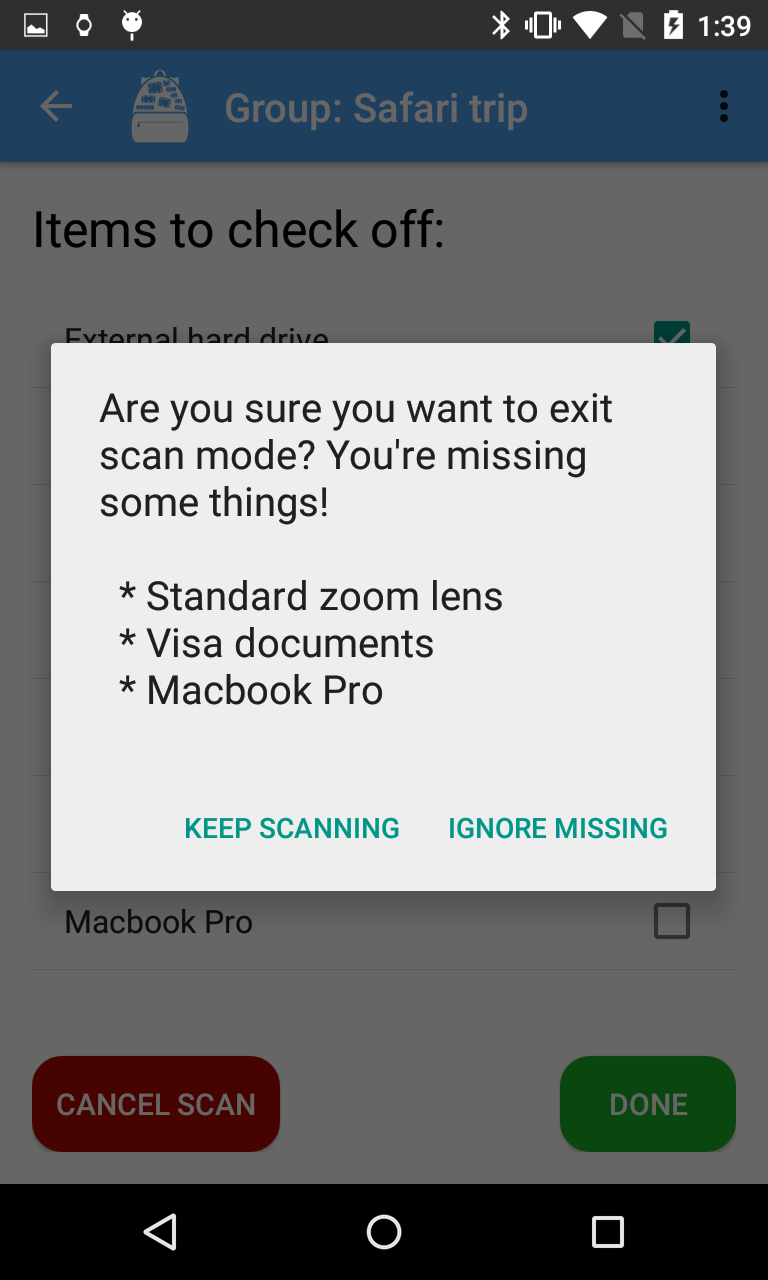 1:39
Group: Safari trip
Items to check off:
External hard drive
Are you sure you want to exit
scan mode? You're missing
some things!
* Standard zoom lens
* Visa documents
* Macbook Pro
KEEP SCANNING IGNORE MISSING
Macbook Pro
CANCEL SCAN DONE